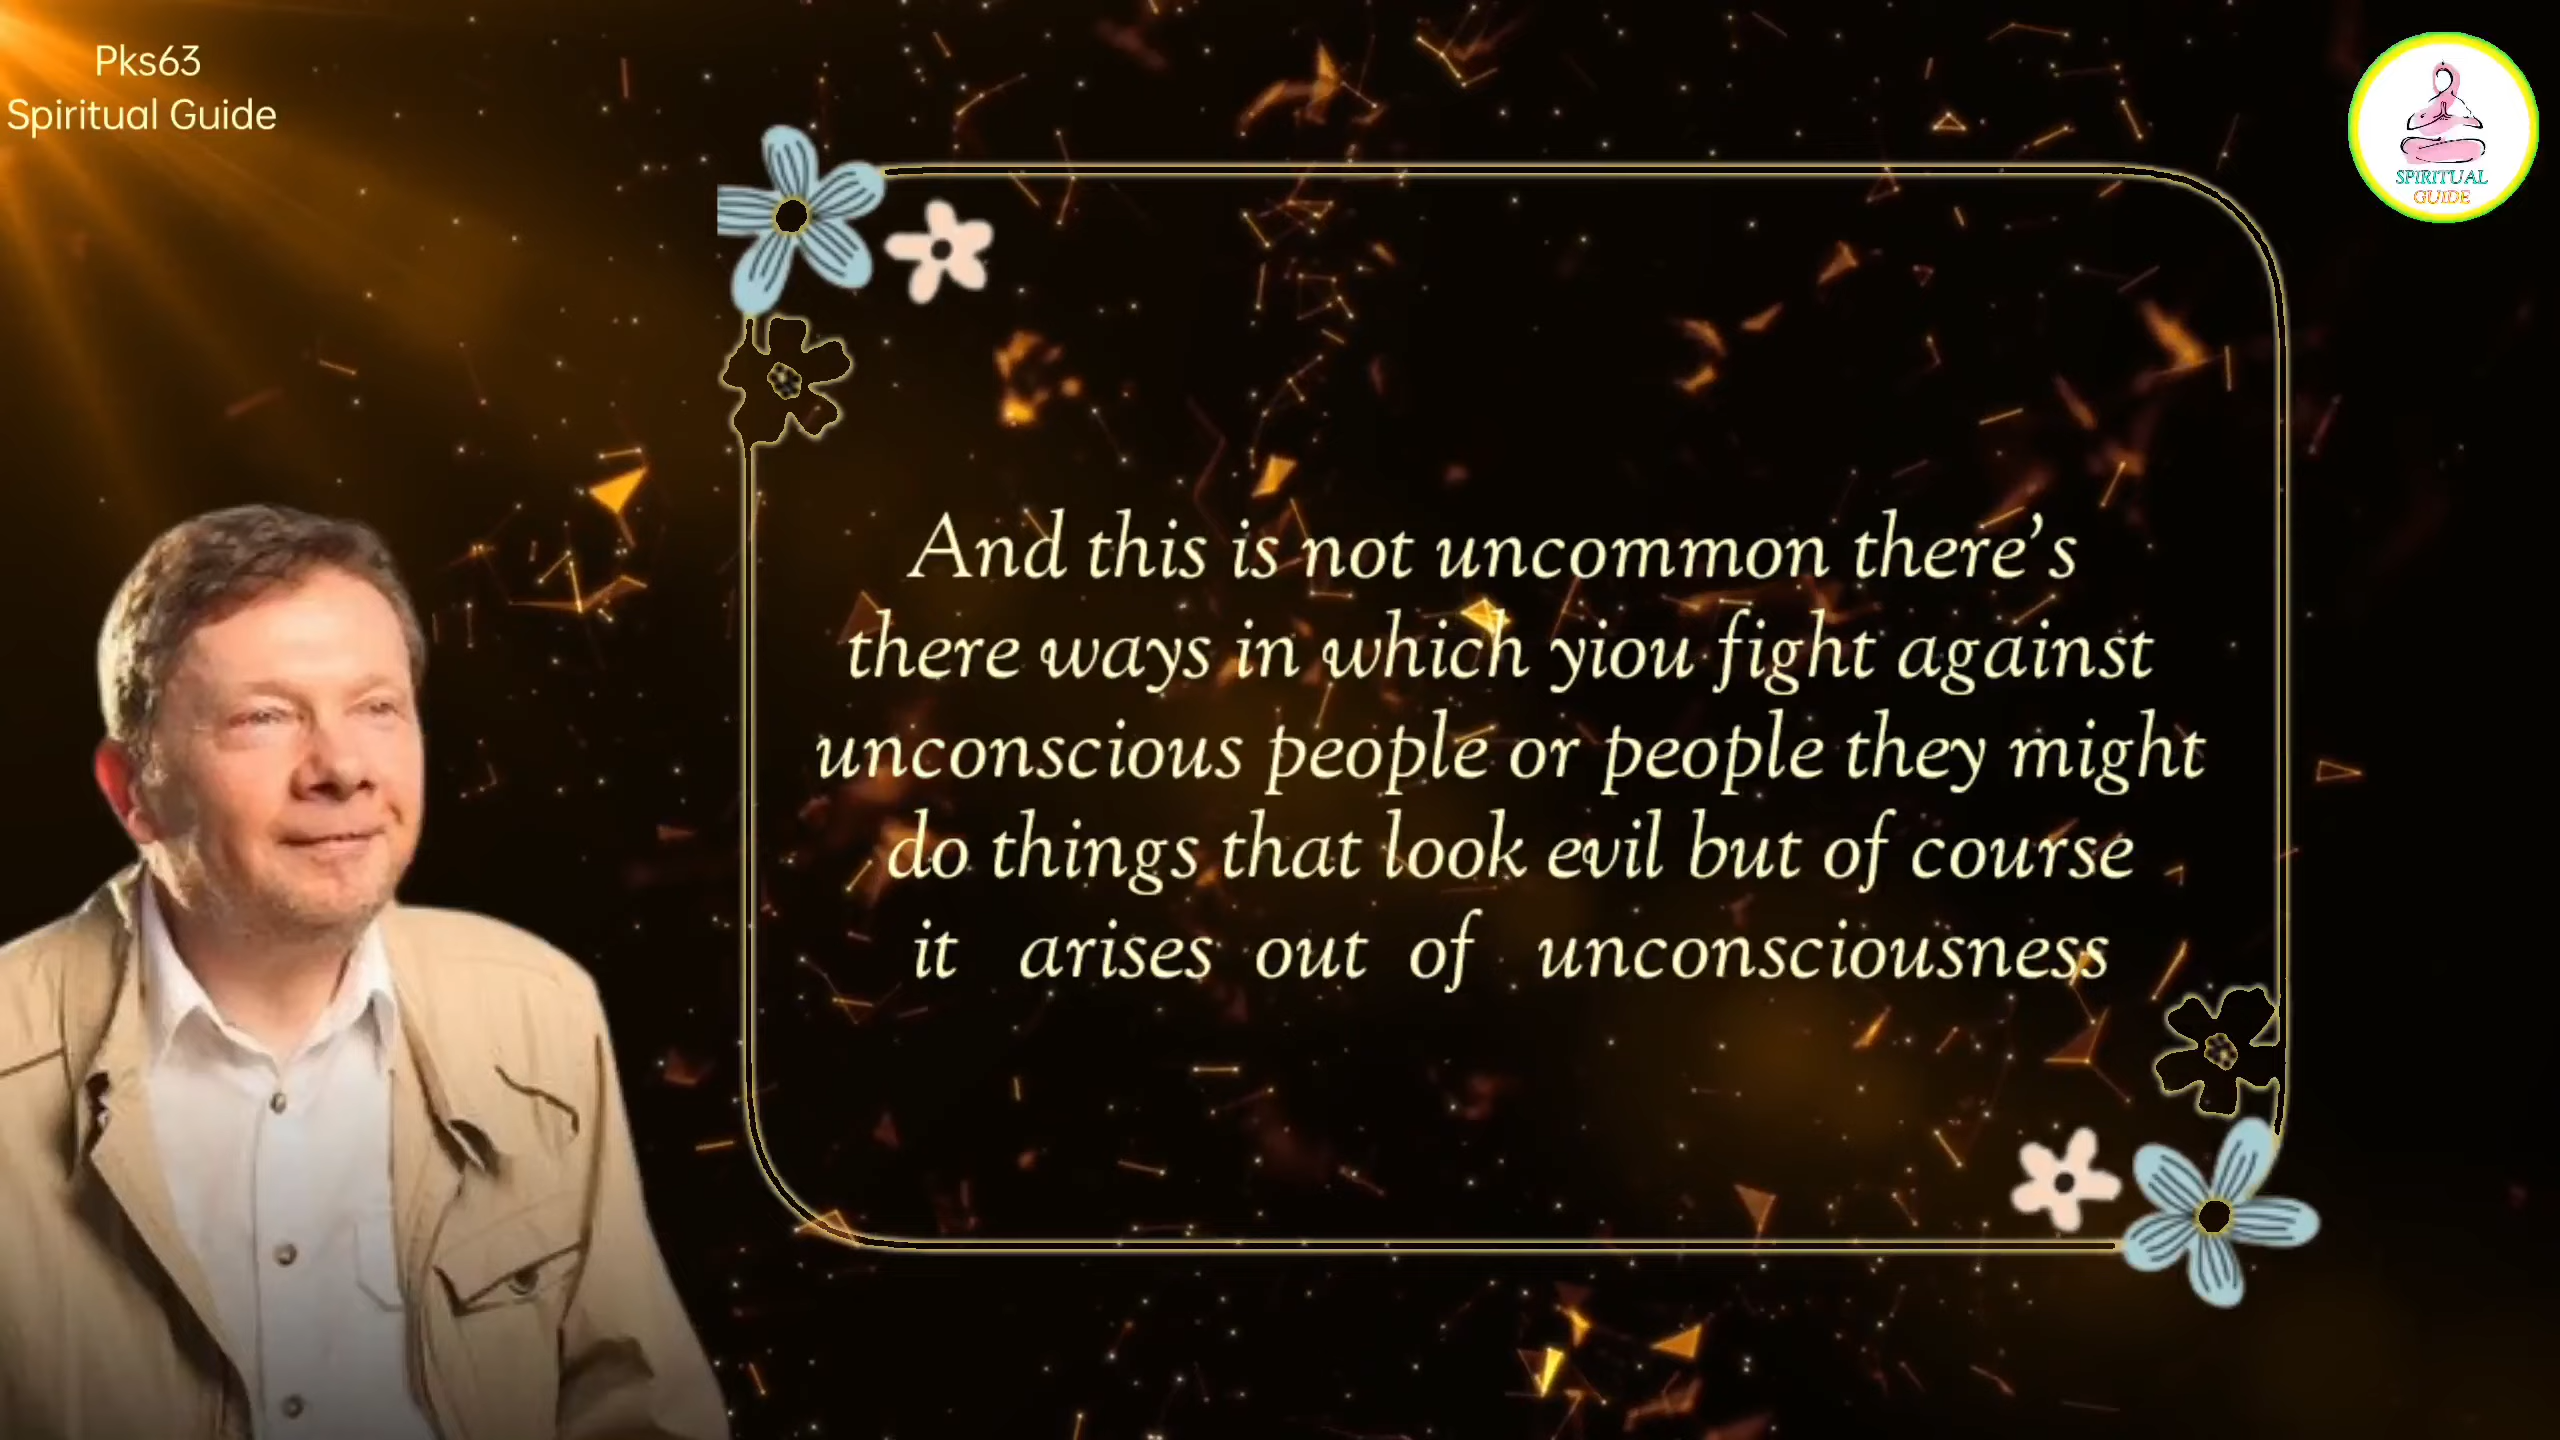 Pks63
Spiritual Guide
SPIRITUAL
GUIDE
And this is not uncommon there's
there ways in which yiou fight against
unconscious people or people they might
do things that look evil but of course
it arises out of unconsciousness